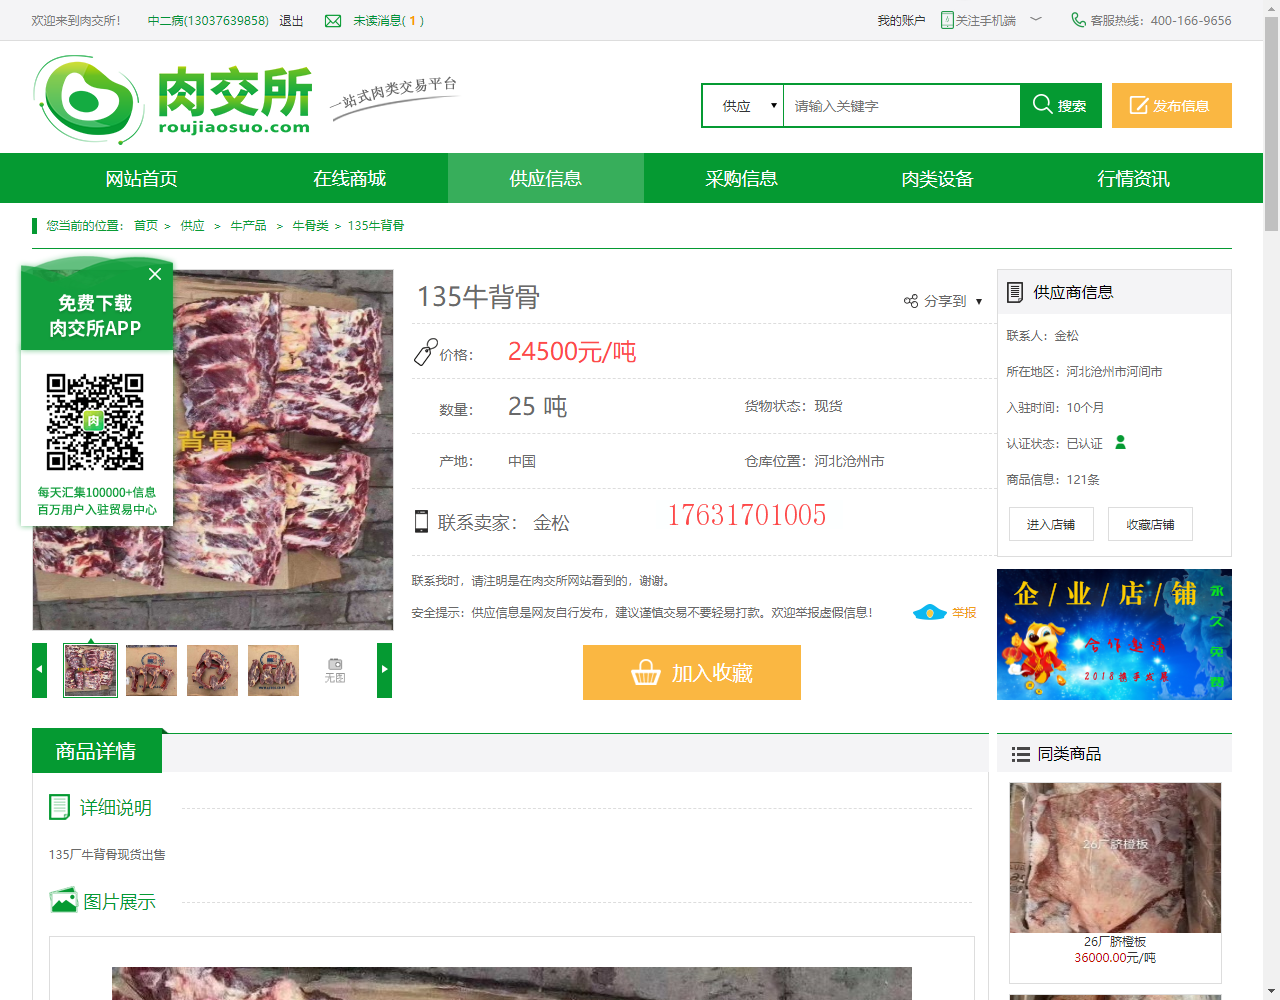 欢迎来到肉交所！ 中二病(13037639858) 退出 未读消息( 1 ) 我的账户 关注手机端 客服热线：400-166-9656
肉交所
roujiaosuo.com
一站式肉类交易平台
供应 请输入关键字 搜索 发布信息
网站首页 在线商城 供应信息 采购信息 肉类设备 行情资讯
您当前的位置： 首页 > 供应 > 牛产品 > 牛骨类 > 135牛背骨
免费下载
肉交所APP
肉
每天汇集100000+信息
百万用户入驻贸易中心
背骨
无图
135牛背骨
分享到
价格： 24500元/吨
数量： 25 吨 货物状态：现货
产地： 中国 仓库位置：河北沧州市
联系卖家： 金松 17631701005
联系我时，请注明是在肉交所网站看到的，谢谢。
安全提示：供应信息是网友自行发布，建议谨慎交易不要轻易打款。欢迎举报虚假信息！ 举报
加入收藏
供应商信息
联系人：金松
所在地区：河北沧州市河间市
入驻时间：10个月
认证状态：已认证
商品信息：121条
进入店铺 收藏店铺
企/业/店/铺
合作邀请
2018携手发展
永久免费
商品详情
详细说明
135厂牛背骨现货出售
图片展示
同类商品
26厂脐橙板
26厂脐橙板
36000.00元/吨